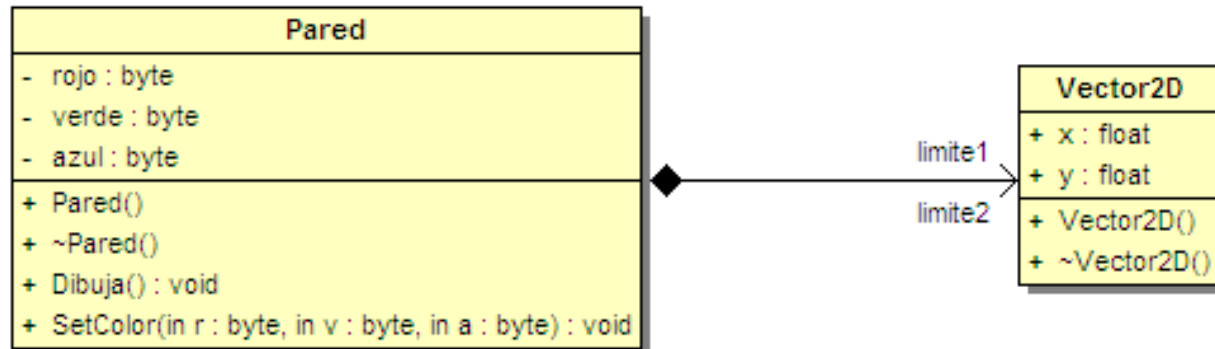 Pared
- rojo : byte
- verde : byte
- azul : byte
+ Pared()
+ ~Pared()
+ Dibuja() : void
+ SetColor(in r : byte, in v : byte, in a : byte) : void
limite1
limite2
Vector2D
+ x : float
+ y : float
+ Vector2D()
+ ~Vector2D()